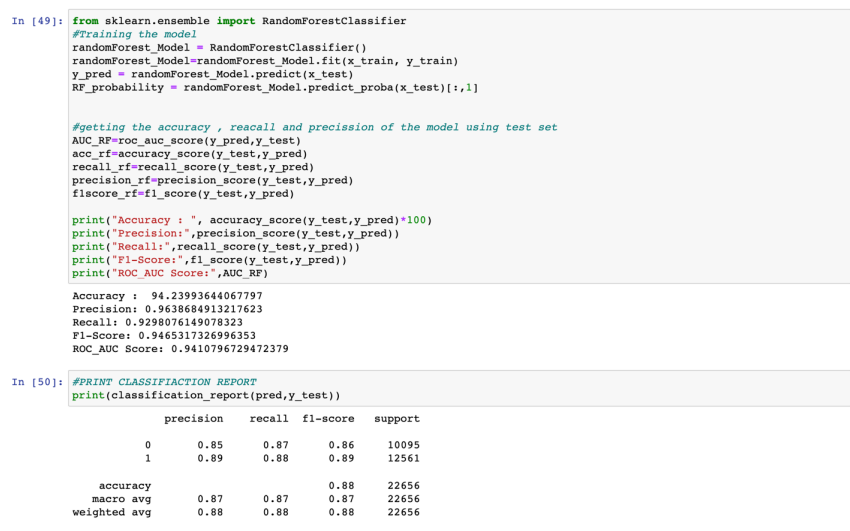 In [49]: from sklearn.ensemble import RandomForestClassifier
#Training the model
randomForest_Model = RandomForestClassifier()
randomForest_Model=randomForest_Model.fit(x_train, y_train)
y_pred = randomForest_Model.predict(x_test)
RF_probability = randomForest_Model.predict_proba(x_test)[:,1]
#getting the accuracy , reacall and precission of the model using test set
AUC_RF=roc_auc_score(y_pred,y_test)
acc_rf=accuracy_score(y_test,y_pred)
recall_rf=recall_score(y_test,y_pred)
precision_rf=precision_score(y_test,y_pred)
f1score_rf=f1_score(y_test,y_pred)
print("Accuracy : ", accuracy_score(y_test,y_pred)*100)
print("Precision:",precision_score(y_test,y_pred))
print("Recall:",recall_score(y_test,y_pred))
print("F1-Score:",f1_score(y_test,y_pred))
print("ROC_AUC Score:",AUC_RF)
Accuracy :  94.23993644067797
Precision: 0.9638684913217623
Recall: 0.9298076149078323
F1-Score: 0.9465317326996353
ROC_AUC Score: 0.9410796729472379
In [50]: #PRINT CLASSIFIACTION REPORT
print(classification_report(pred,y_test))
precision recall f1-score support
0 0.85 0.87 0.86 10095
1 0.89 0.88 0.89 12561
accuracy 0.88 22656
macro avg 0.87 0.87 0.87 22656
weighted avg 0.88 0.88 0.88 22656